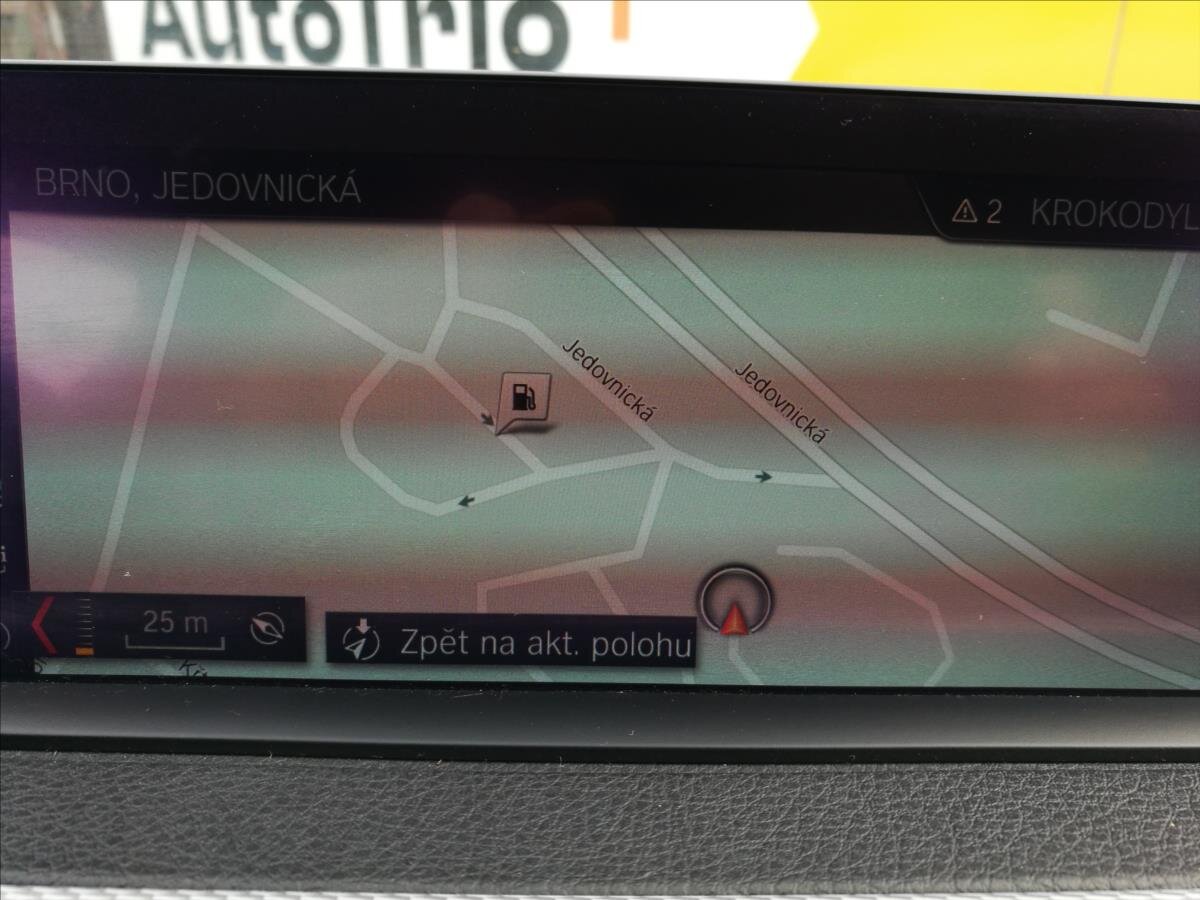 AutoTrio
BRNO, JEDOVNICKÁ
2 KROKODYL
Jedovnická
Jedovnická
25 m
Zpět na akt. polohu